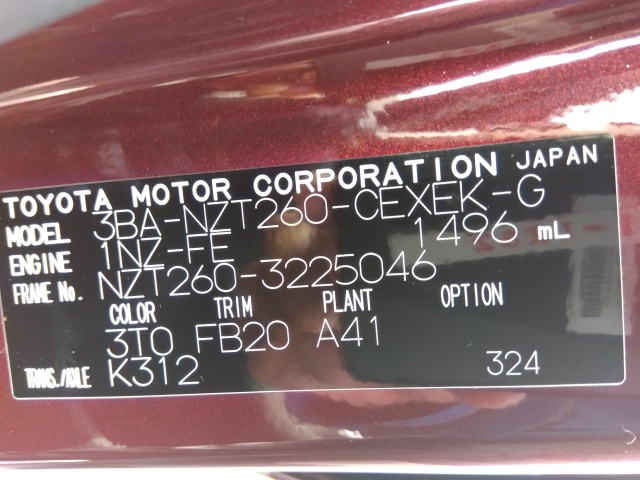 TOYOTA MOTOR CORPORATION JAPAN
MODEL 3BA-NZT260-CEXEK-G
ENGINE 1NZ-FE 1496 mL
FRAME No. NZT260-3225046
COLOR TRIM PLANT OPTION
3T0 FB20 A41
TRANS./AXLE K312 324